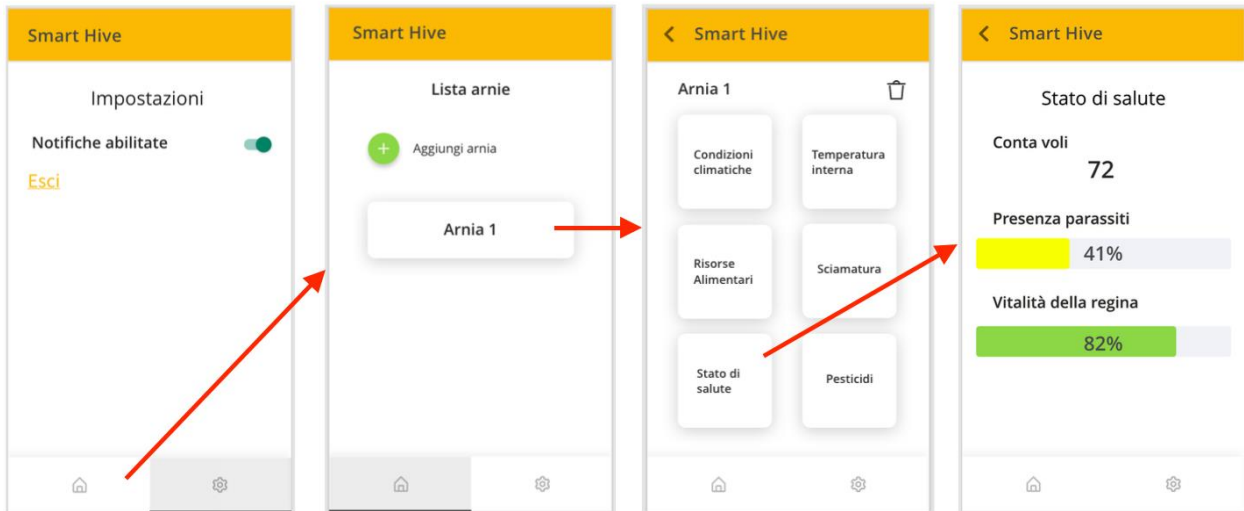 Smart Hive
Impostazioni
Notifiche abilitate
Esci
Smart Hive
Lista arnie
+
Aggiungi arnia
Arnia 1
Smart Hive
Arnia 1
Condizioni
climatiche
Temperatura
interna
Risorse
Alimentari
Sciamatura
Stato di
salute
Pesticidi
Smart Hive
Stato di salute
Conta voli
72
Presenza parassiti
41%
Vitalità della regina
82%